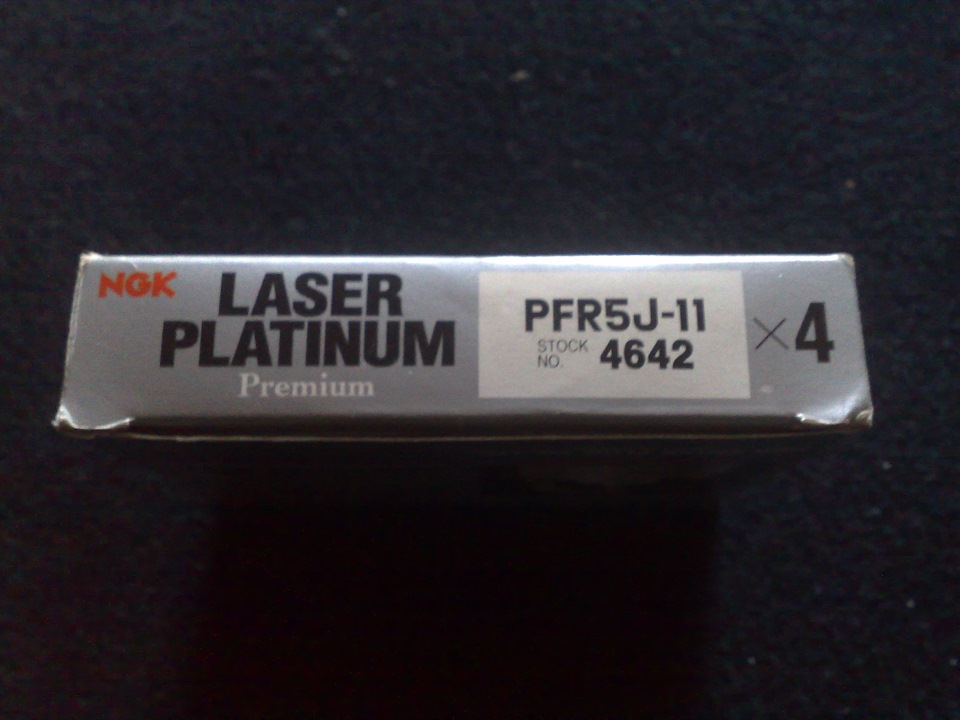 NGK
LASER
PLATINUM
Premium
PFR5J-11
STOCK NO. 4642
×4